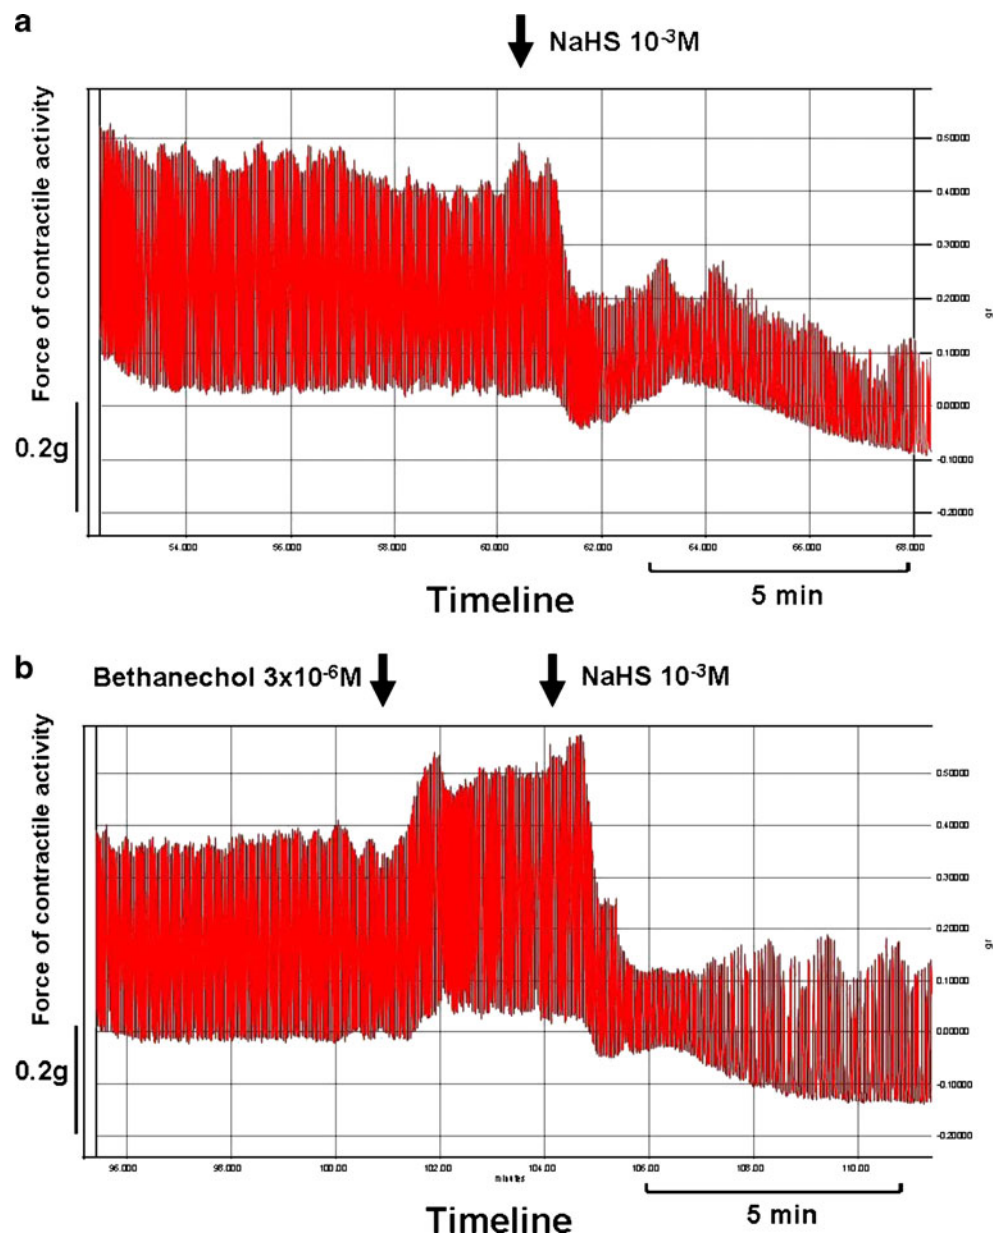 a
NaHS 10⁻³M
Force of contractile activity
0.50000
0.40000
0.30000
0.20000
0.10000
0.00000
-0.10000
-0.20000
gr
0.2g
54.000 56.000 58.000 60.000 62.000 64.000 66.000 68.000
Timeline
5 min
b
Bethanechol 3x10⁻⁶M
NaHS 10⁻³M
Force of contractile activity
0.50000
0.40000
0.30000
0.20000
0.10000
0.00000
-0.10000
-0.20000
gr
0.2g
96.000 98.000 100.00 102.00 104.00 106.00 108.00 110.00
minutes
Timeline
5 min